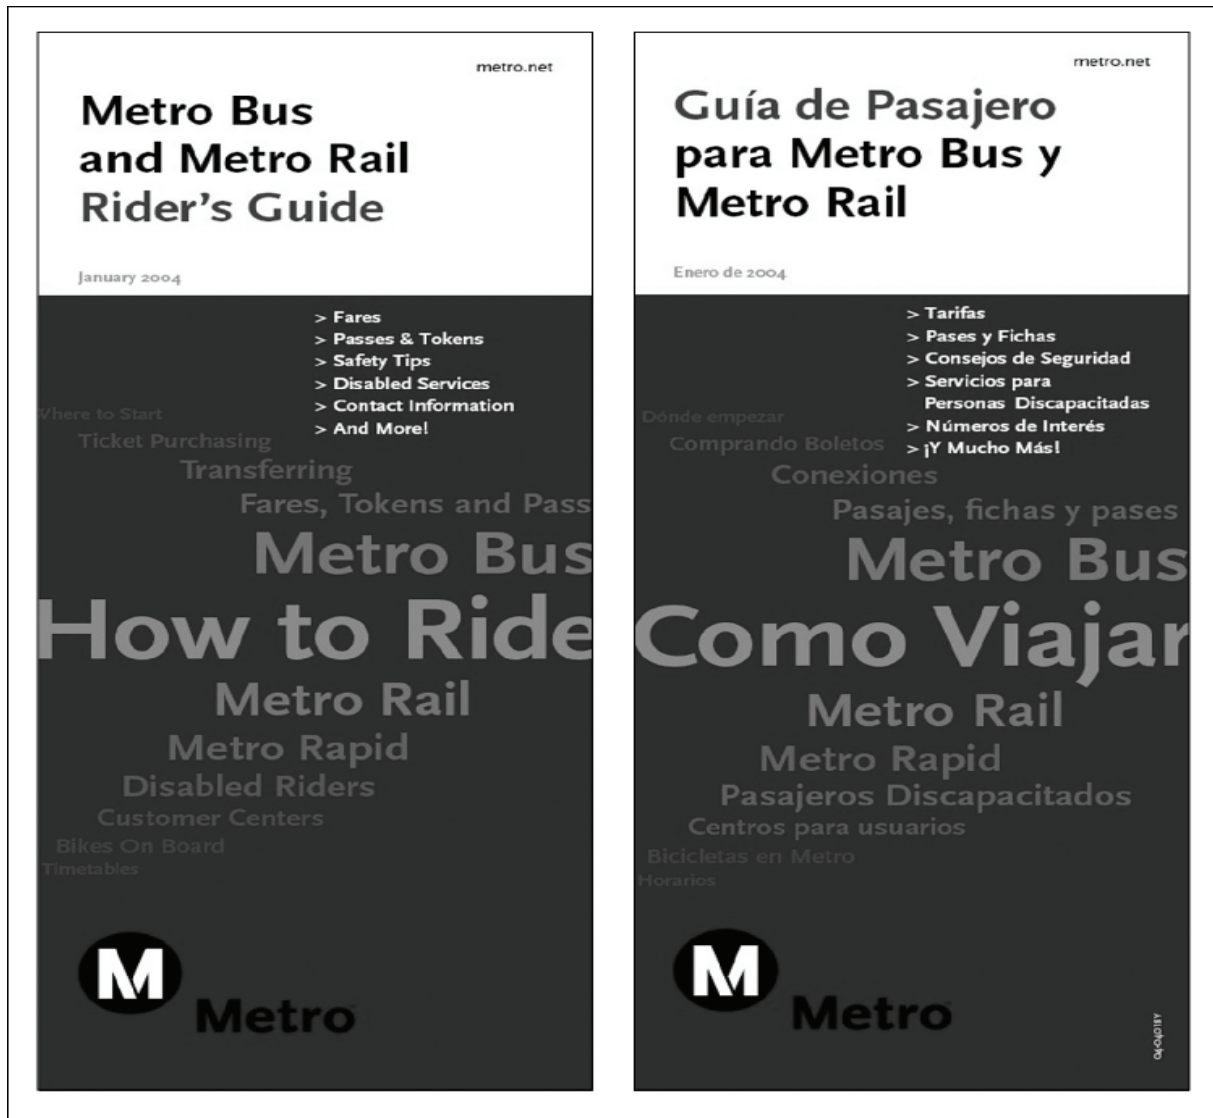 metro.net
Metro Bus
and Metro Rail
Rider's Guide
January 2004
> Fares
> Passes & Tokens
> Safety Tips
> Disabled Services
> Contact Information
> And More!
Where to Start
Ticket Purchasing
Transferring
Fares, Tokens and Pass
Metro Bus
How to Ride
Metro Rail
Metro Rapid
Disabled Riders
Customer Centers
Bikes On Board
Timetables
M
Metro
metro.net
Guía de Pasajero
para Metro Bus y
Metro Rail
Enero de 2004
> Tarifas
> Pases y Fichas
> Consejos de Seguridad
> Servicios para
Personas Discapacitadas
> Números de Interés
> ¡Y Mucho Más!
Dónde empezar
Comprando Boletos
Conexiones
Pasajes, fichas y pases
Metro Bus
Como Viajar
Metro Rail
Metro Rapid
Pasajeros Discapacitados
Centros para usuarios
Bicicletas en Metro
Horarios
M
Metro
04-0401SY